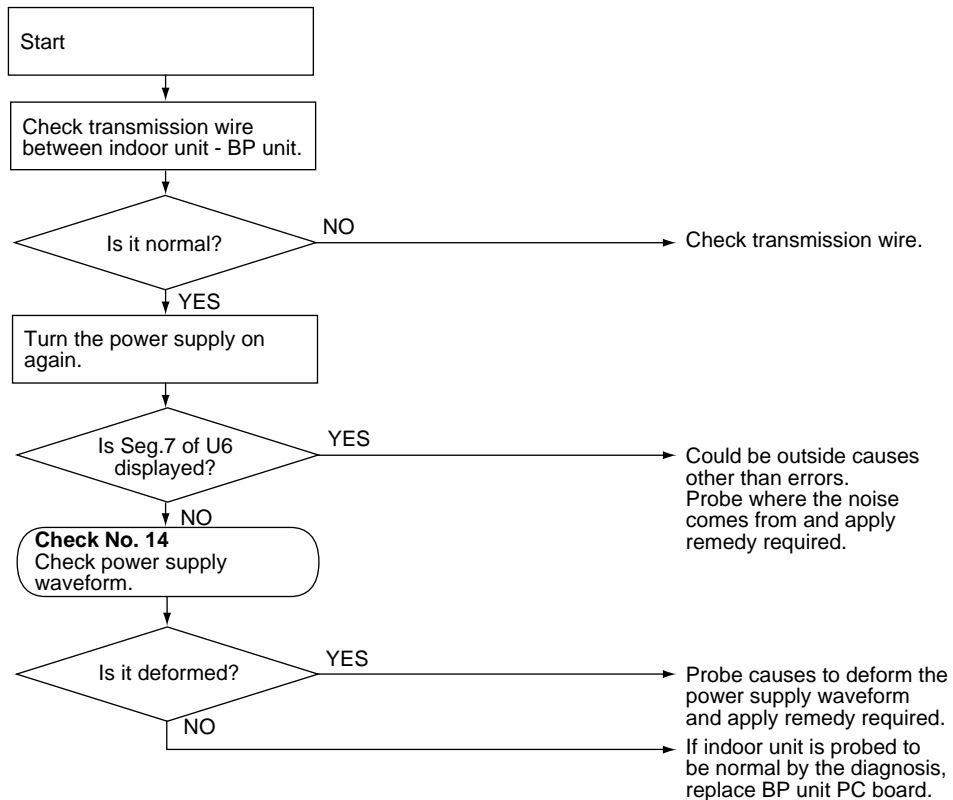 Start
Check transmission wire
between indoor unit - BP unit.
Is it normal?
NO
Check transmission wire.
YES
Turn the power supply on
again.
Is Seg.7 of U6
displayed?
YES
Could be outside causes
other than errors.
Probe where the noise
comes from and apply
remedy required.
NO
Check No. 14
Check power supply
waveform.
Is it deformed?
YES
Probe causes to deform the
power supply waveform
and apply remedy required.
NO
If indoor unit is probed to
be normal by the diagnosis,
replace BP unit PC board.